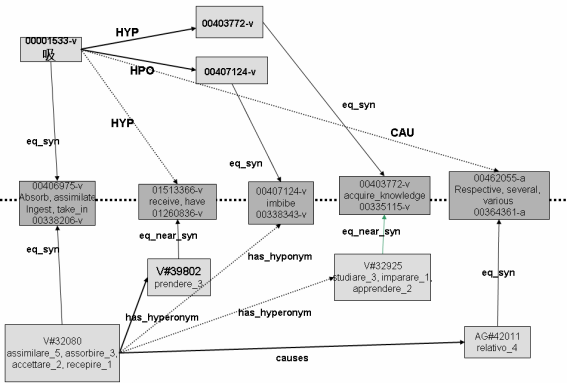 00403772-v
00001533-v
吸
HYP
HPO
00407124-v
eq_syn
HYP
CAU
eq_syn
eq_syn
00406975-v
Absorb, assimilate
Ingest, take_in
00338206-v
01513366-v
receive, have
01260836-v
00407124-v
imbibe
00338343-v
00403772-v
acquire_knowledge
00335115-v
00462055-a
Respective, several,
various
00364361-a
eq_syn
eq_near_syn
eq_near_syn
has_hyponym
V#39802
prendere_3
V#32925
studiare_3, imparare_1,
apprendere_2
eq_syn
has_hyperonym
has_hyperonym
V#32080
assimilare_5, assorbire_3,
accettare_2, recepire_1
causes
AG#42011
relativo_4